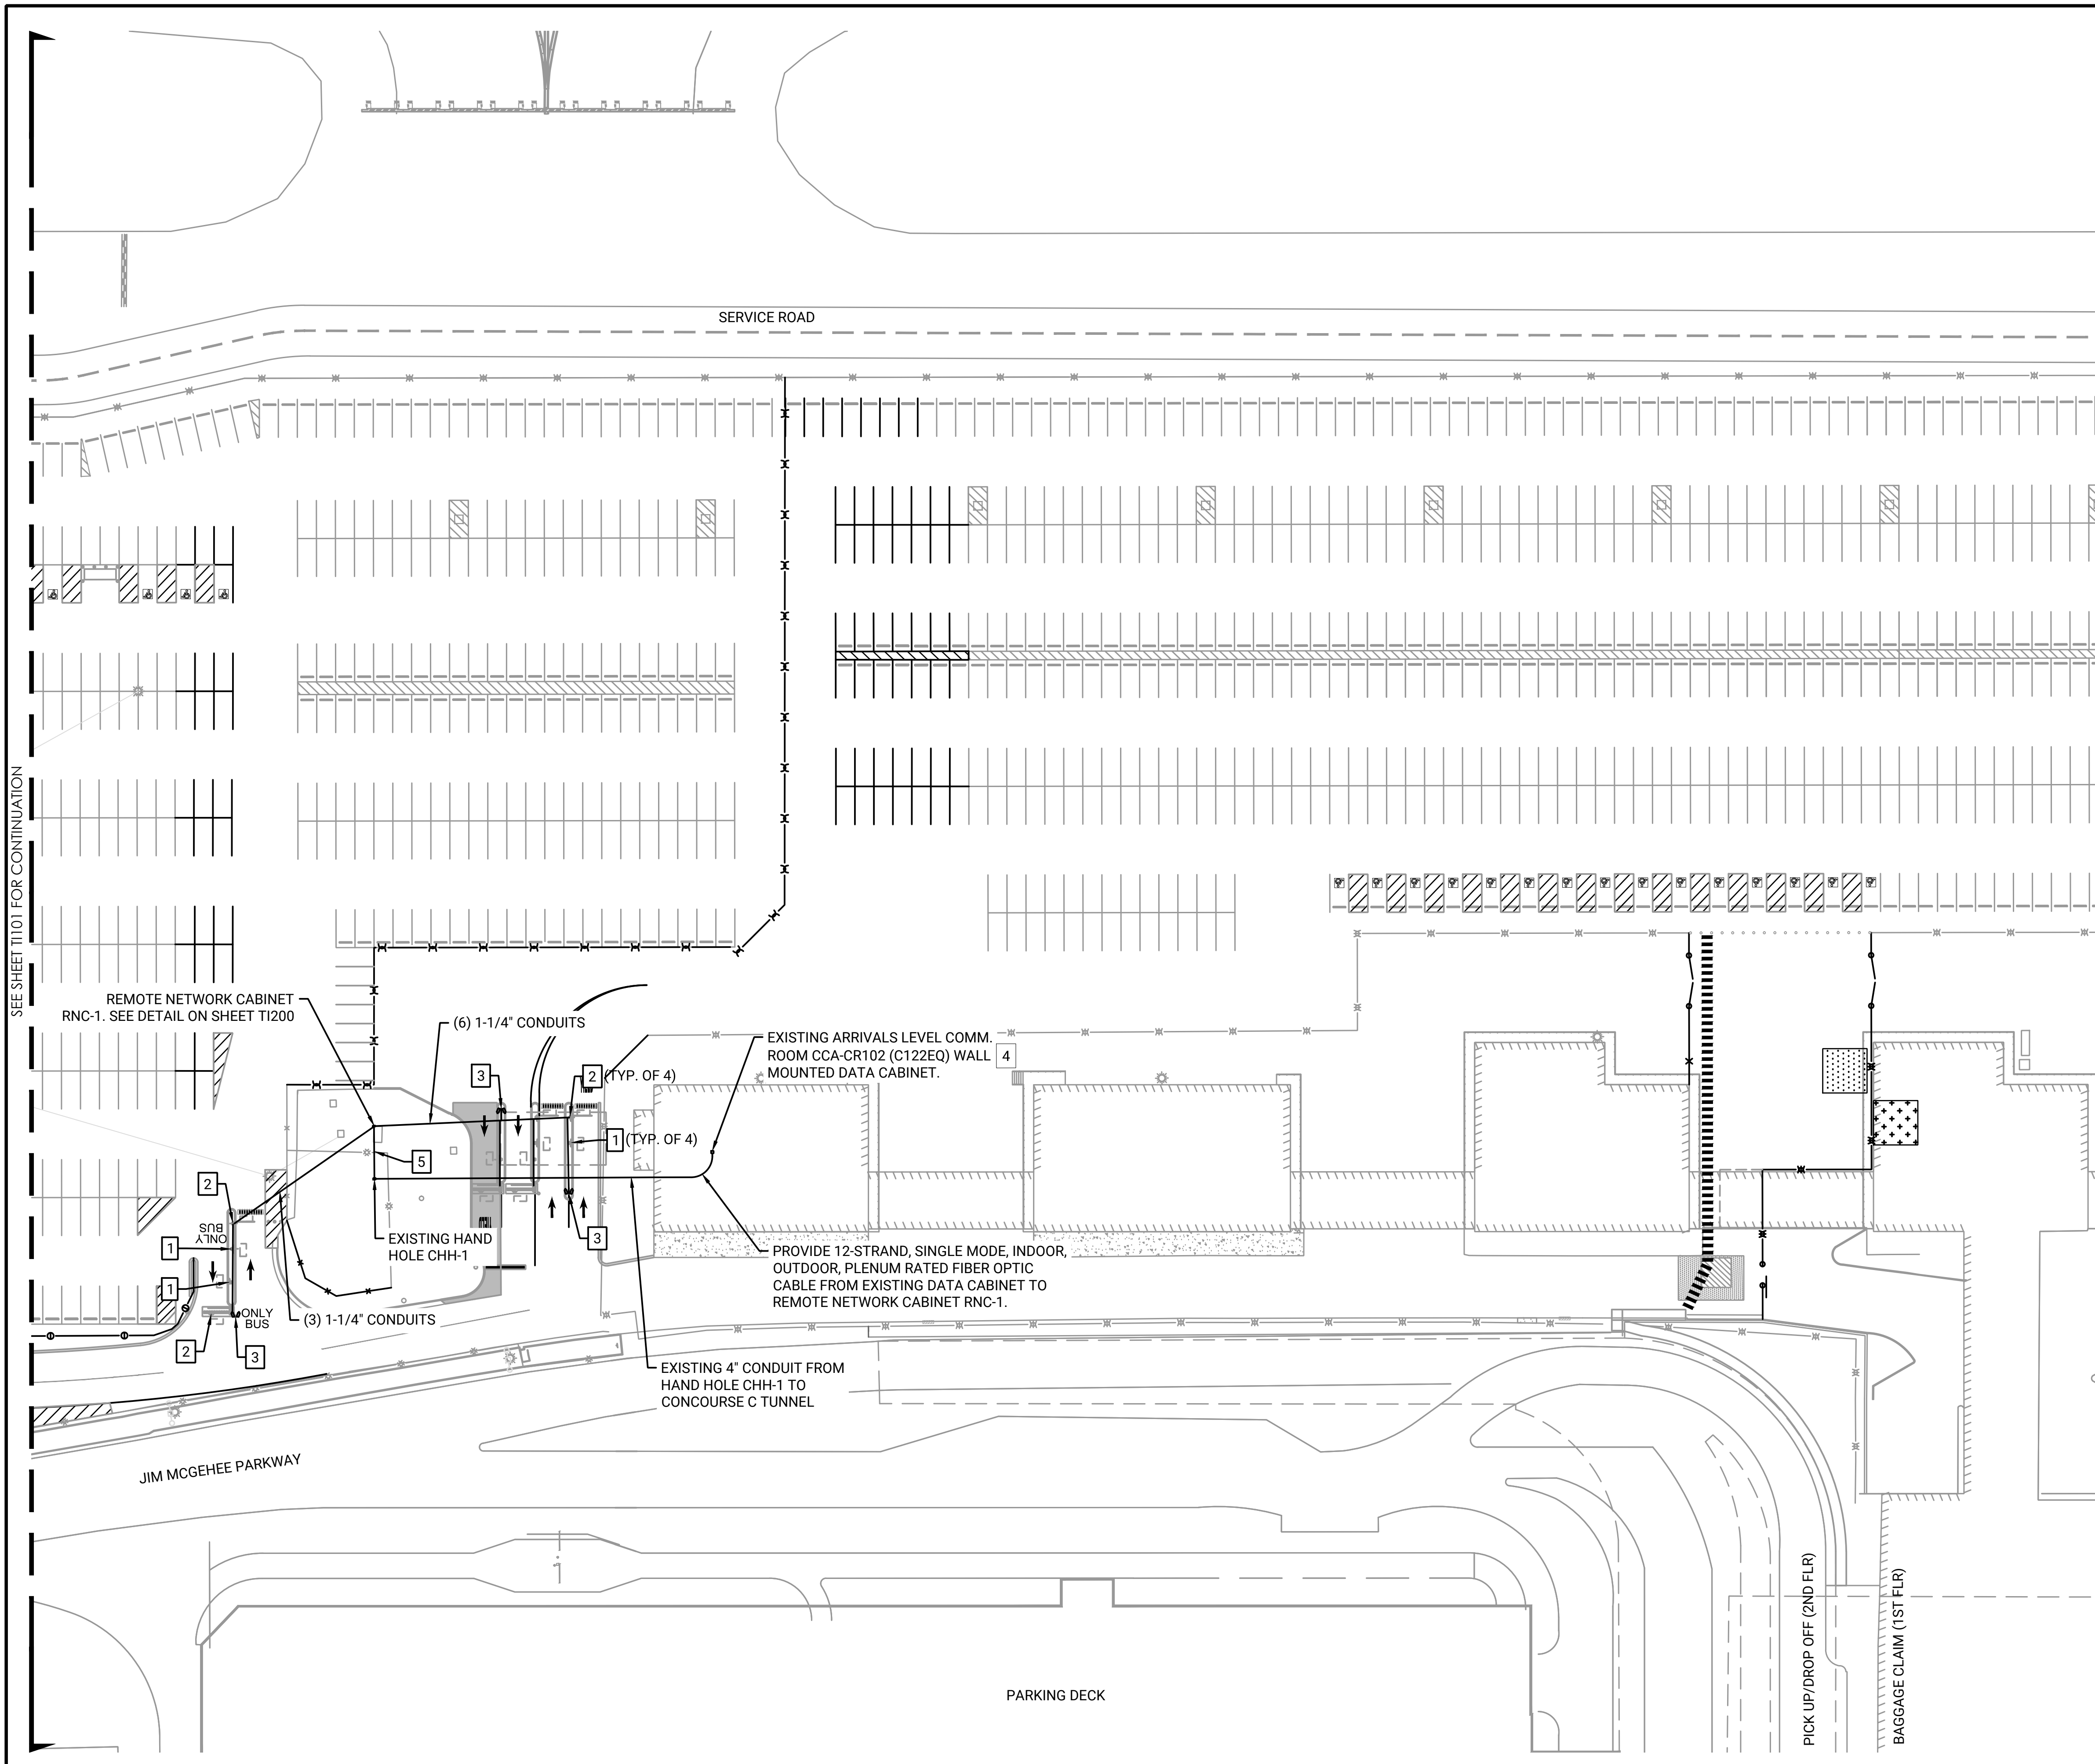 SERVICE ROAD
SEE SHEET TI101 FOR CONTINUATION
REMOTE NETWORK CABINET
RNC-1. SEE DETAIL ON SHEET TI200
(6) 1-1/4" CONDUITS
EXISTING ARRIVALS LEVEL COMM.
ROOM CCA-CR102 (C122EQ) WALL
MOUNTED DATA CABINET.
4
3
2 (TYP. OF 4)
1 (TYP. OF 4)
5
2
ONLY
BUS
1
1
EXISTING HAND
HOLE CHH-1
3
PROVIDE 12-STRAND, SINGLE MODE, INDOOR,
OUTDOOR, PLENUM RATED FIBER OPTIC
CABLE FROM EXISTING DATA CABINET TO
REMOTE NETWORK CABINET RNC-1.
ONLY
BUS
(3) 1-1/4" CONDUITS
2
3
EXISTING 4" CONDUIT FROM
HAND HOLE CHH-1 TO
CONCOURSE C TUNNEL
JIM MCGEHEE PARKWAY
PARKING DECK
PICK UP/DROP OFF (2ND FLR)
BAGGAGE CLAIM (1ST FLR)